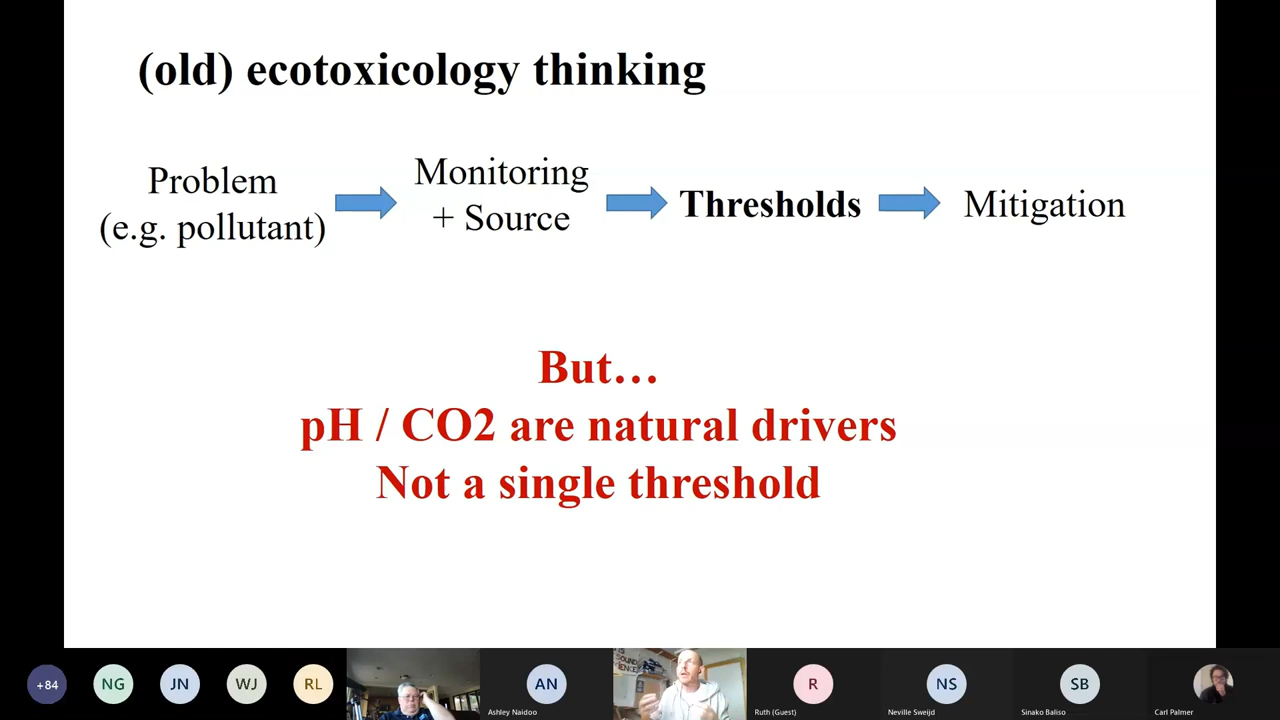 (old) ecotoxicology thinking
Problem
(e.g. pollutant)
Monitoring
+ Source
Thresholds
Mitigation
But…
pH / CO2 are natural drivers
Not a single threshold
+84
NG
JN
WJ
RL
AN
Ashley Naidoo
SOUND
R
Ruth (Guest)
NS
Neville Sweijd
SB
Sinako Baliso
Carl Palmer